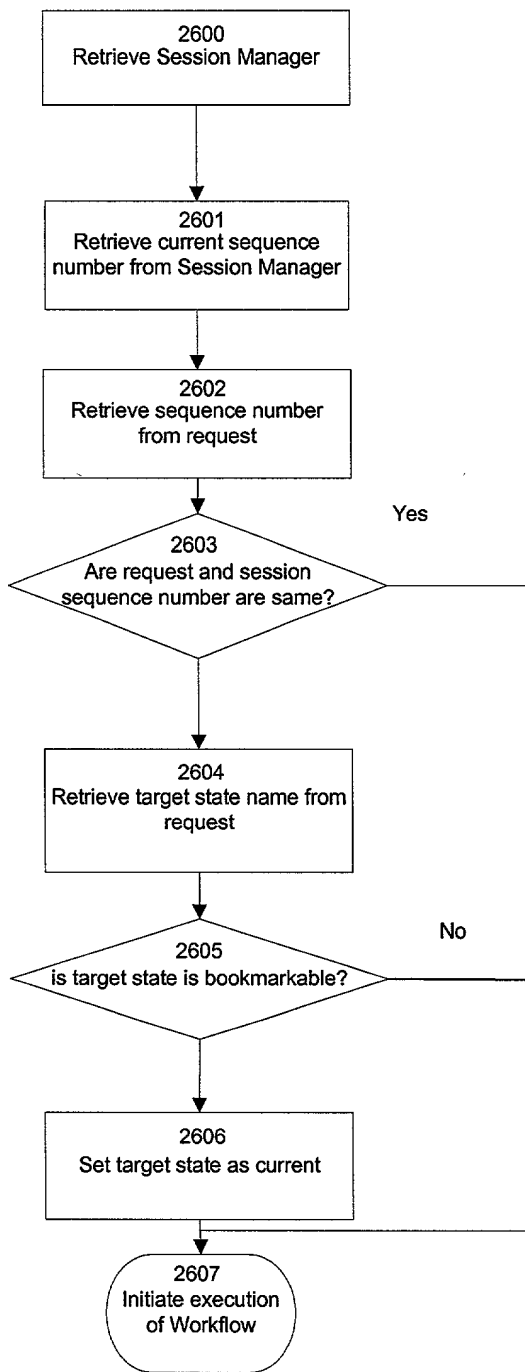 2600
Retrieve Session Manager
2601
Retrieve current sequence
number from Session Manager
2602
Retrieve sequence number
from request
Yes
2603
Are request and session
sequence number are same?
2604
Retrieve target state name from
request
No
2605
is target state is bookmarkable?
2606
Set target state as current
2607
Initiate execution
of Workflow